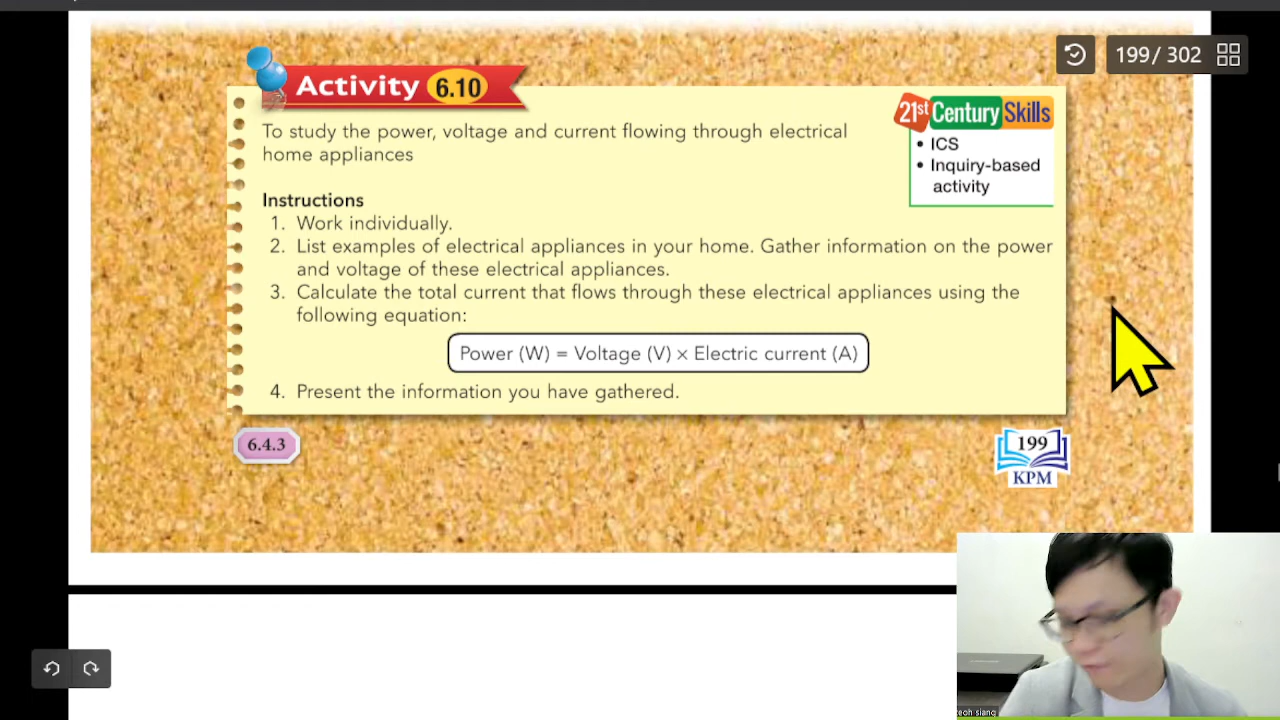 199 / 302
Activity 6.10
21st Century Skills
• ICS
• Inquiry-based
activity
To study the power, voltage and current flowing through electrical
home appliances
Instructions
1. Work individually.
2. List examples of electrical appliances in your home. Gather information on the power
and voltage of these electrical appliances.
3. Calculate the total current that flows through these electrical appliances using the
following equation:
Power (W) = Voltage (V) × Electric current (A)
4. Present the information you have gathered.
6.4.3
199
KPM
teoh siang